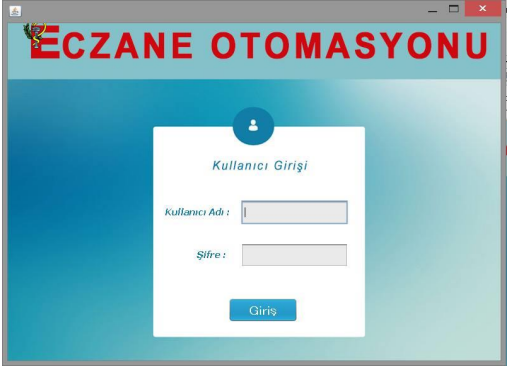 ECZANE OTOMASYONU
Kullanıcı Girişi
Kullanıcı Adı :
Şifre :
Giriş